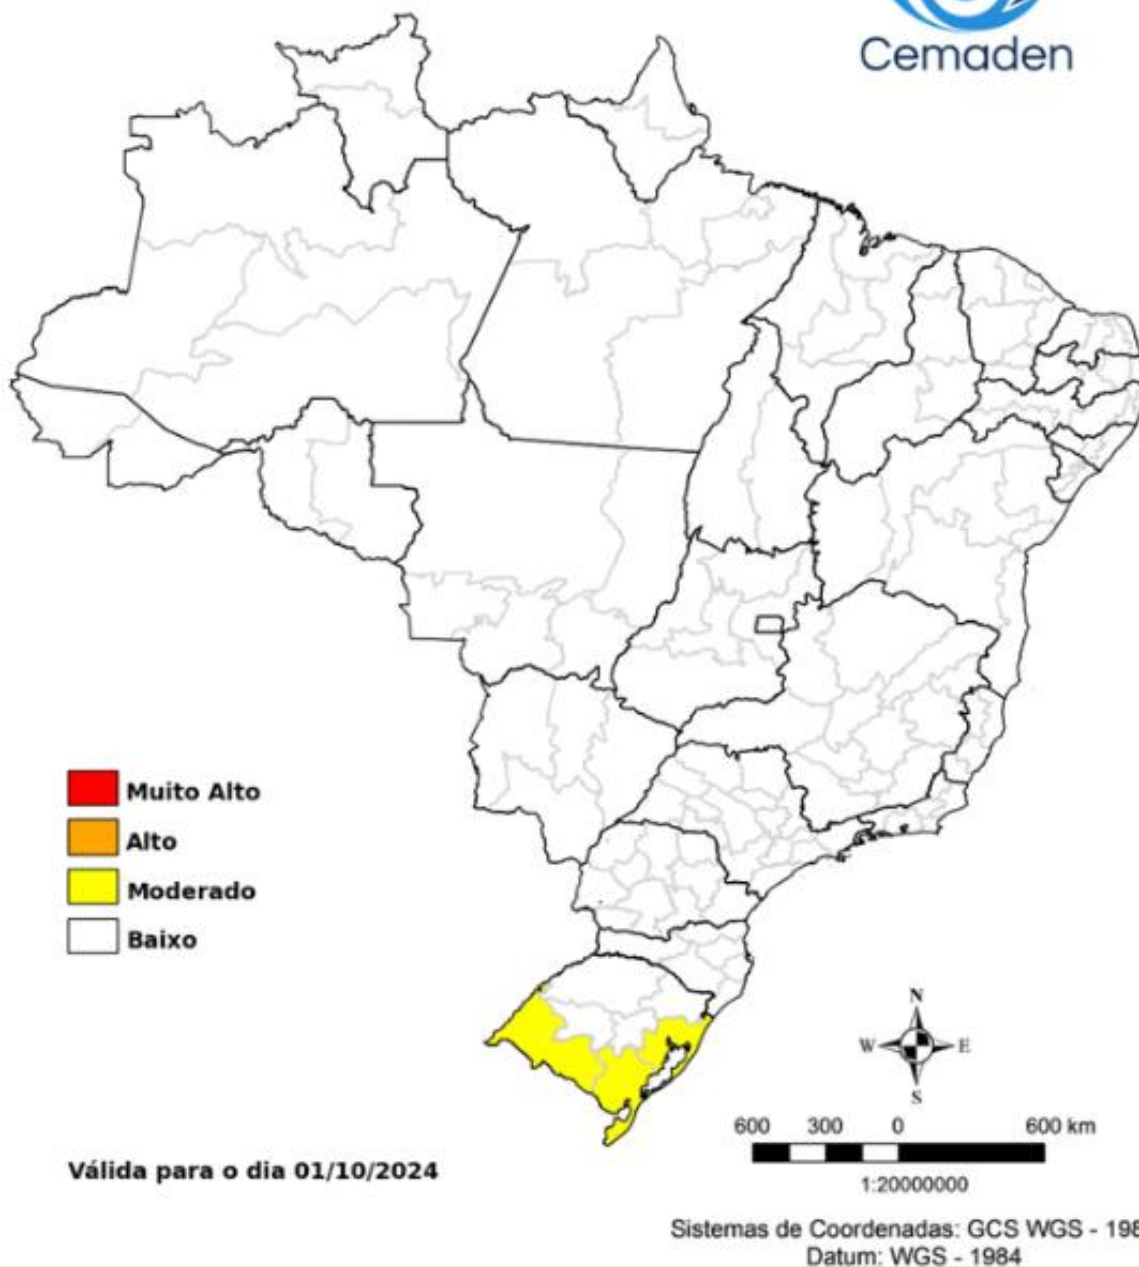 Cemaden
Muito Alto
Alto
Moderado
Baixo
N
W
E
S
600 300 0 600 km
1:20000000
Válida para o dia 01/10/2024
Sistemas de Coordenadas: GCS WGS - 198
Datum: WGS - 1984